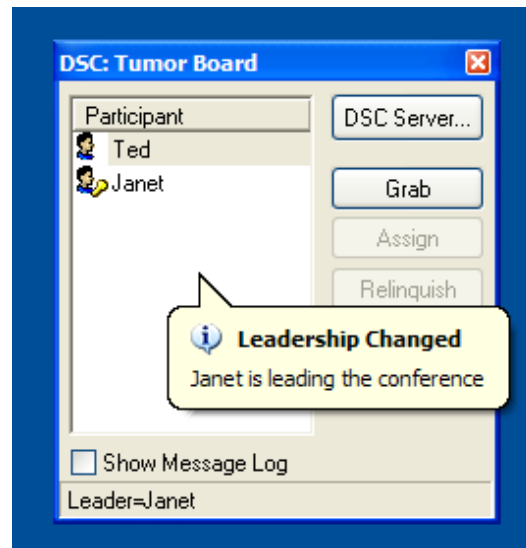 DSC: Tumor Board
Participant
DSC Server...
Ted
Janet
Grab
Assign
Relinquish
Leadership Changed
Janet is leading the conference
Show Message Log
Leader=Janet